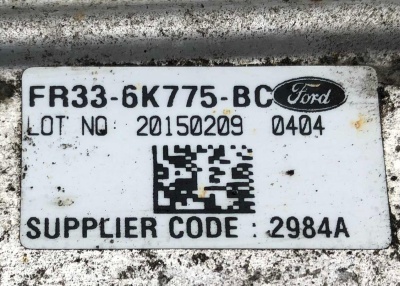 FR33-6K775-BC Ford
LOT NO 20150209 0404
SUPPLIER CODE : 2984A